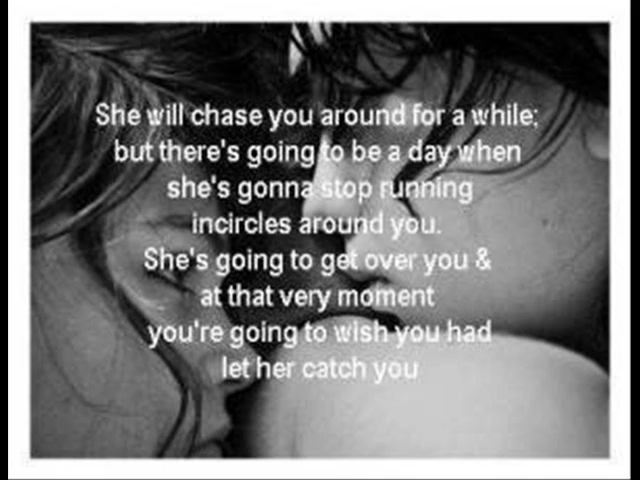 She will chase you around for a while;
but there's going to be a day when
she's gonna stop running
incircles around you.
She's going to get over you &
at that very moment
you're going to wish you had
let her catch you